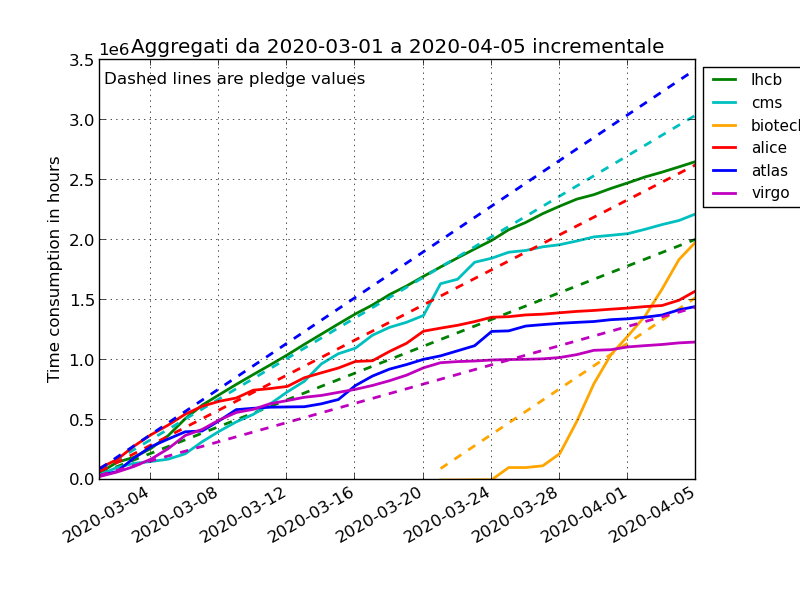 1e6
Aggregati da 2020-03-01 a 2020-04-05 incrementale
Dashed lines are pledge values
Time consumption in hours
3.5
3.0
2.5
2.0
1.5
1.0
0.5
0.0
2020-03-04
2020-03-08
2020-03-12
2020-03-16
2020-03-20
2020-03-24
2020-03-28
2020-04-01
2020-04-05
lhcb
cms
biotech
alice
atlas
virgo